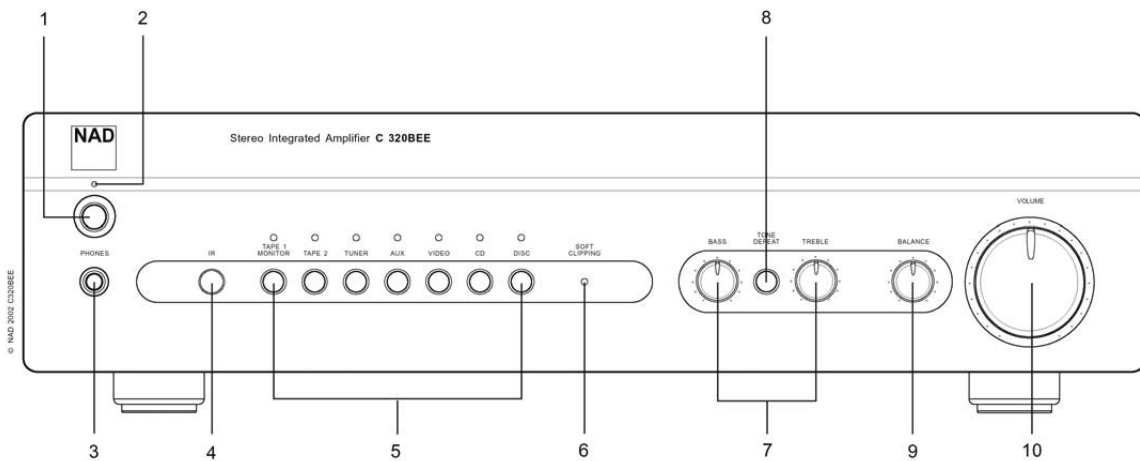 1
2
8
NAD
Stereo Integrated Amplifier C 320BEE
VOLUME
PHONES
IR
TAPE 1
MONITOR
TAPE 2
TUNER
AUX
VIDEO
CD
DISC
SOFT
CLIPPING
BASS
TONE
DEFEAT
TREBLE
BALANCE
© NAD 2002 C320BEE
3
4
5
6
7
9
10